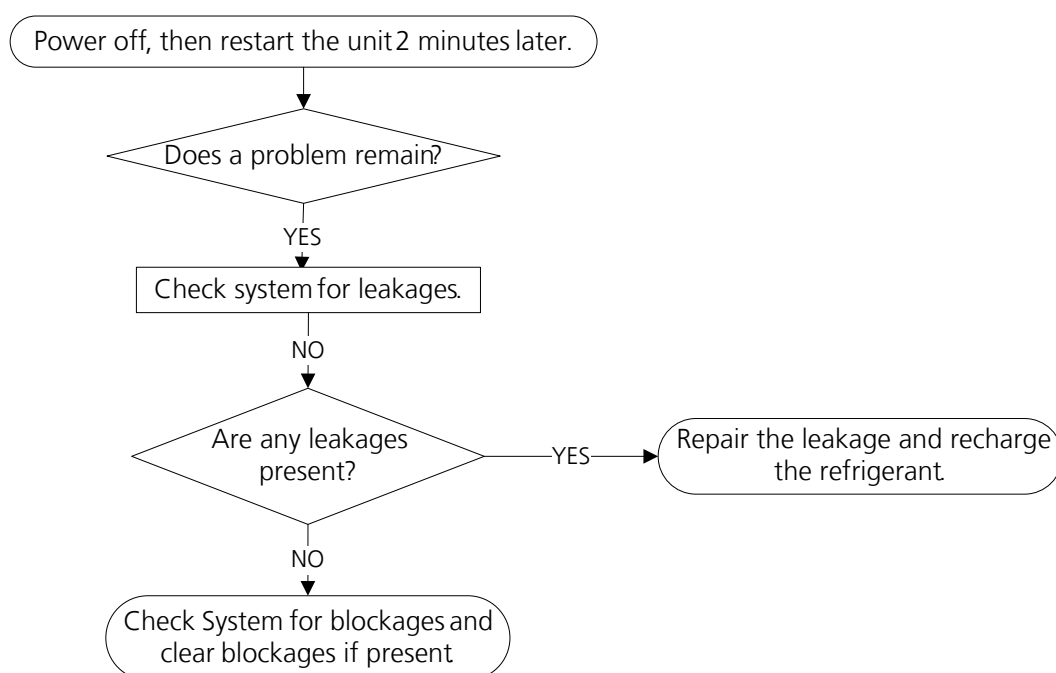 Power off, then restart the unit 2 minutes later.
Does a problem remain?
YES
Check system for leakages.
NO
Are any leakages
present?
YES
Repair the leakage and recharge
the refrigerant.
NO
Check System for blockages and
clear blockages if present.